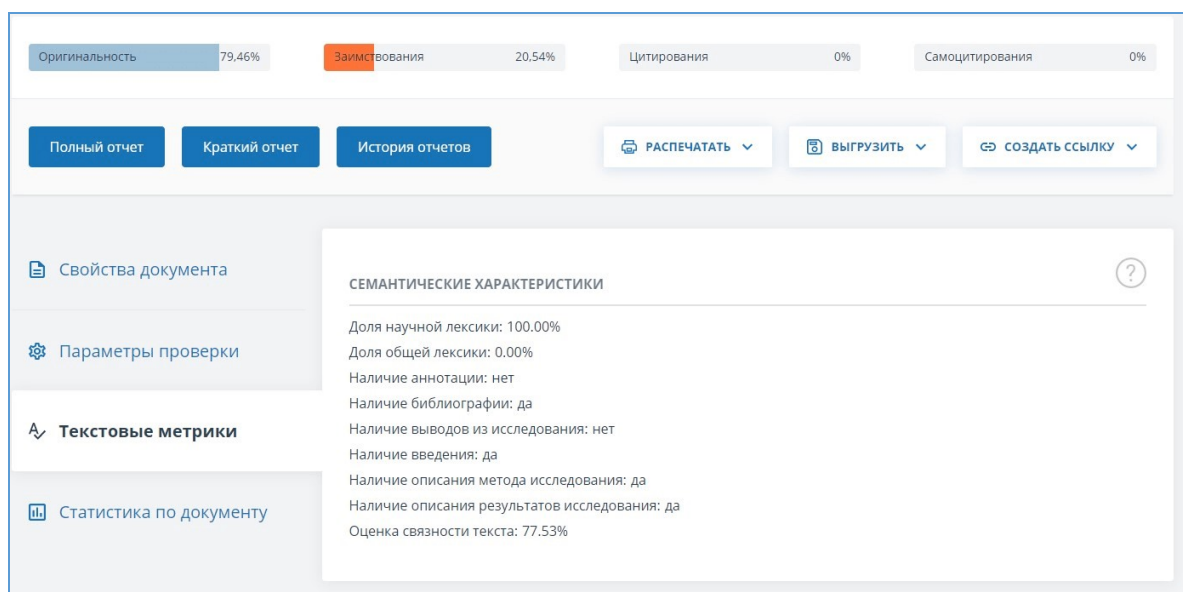 Оригинальность 79,46% Заимствования 20,54% Цитирования 0% Самоцитирования 0%
Полный отчет Краткий отчет История отчетов РАСПЕЧАТАТЬ ВЫГРУЗИТЬ СОЗДАТЬ ССЫЛКУ
Свойства документа
Параметры проверки
Текстовые метрики
Статистика по документу
СЕМАНТИЧЕСКИЕ ХАРАКТЕРИСТИКИ ?
Доля научной лексики: 100.00%
Доля общей лексики: 0.00%
Наличие аннотации: нет
Наличие библиографии: да
Наличие выводов из исследования: нет
Наличие введения: да
Наличие описания метода исследования: да
Наличие описания результатов исследования: да
Оценка связности текста: 77.53%